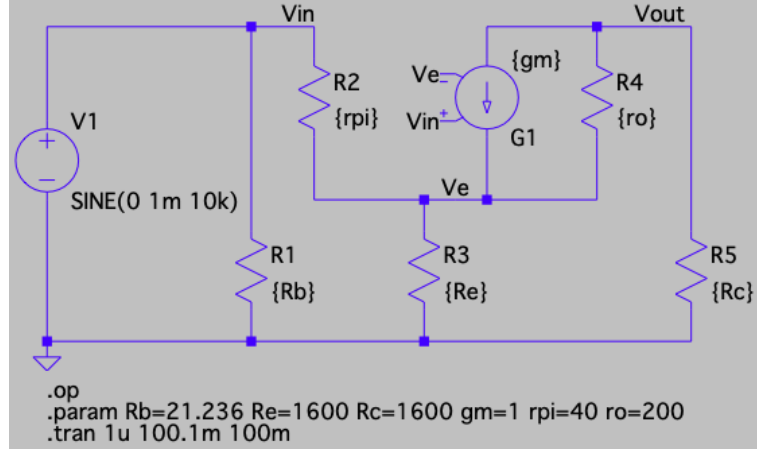 Vin
Vout
V1
SINE(0 1m 10k)
R2
{rpi}
Ve
Vin
{gm}
G1
R4
{ro}
Ve
R1
{Rb}
R3
{Re}
R5
{Rc}
.op
.param Rb=21.236 Re=1600 Rc=1600 gm=1 rpi=40 ro=200
.tran 1u 100.1m 100m